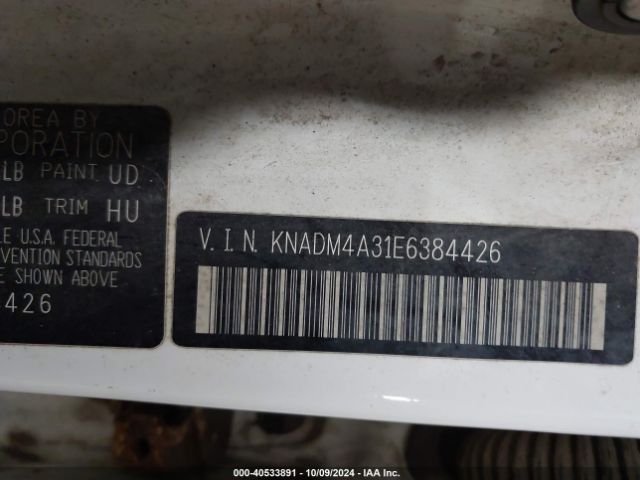 OREA BY
PORATION
LB PAINT UD
LB TRIM HU
LE U.S.A. FEDERAL
VENTION STANDARDS
E SHOWN ABOVE
426
V. I. N. KNADM4A31E6384426
000-40533891 - 10/09/2024 - IAA Inc.